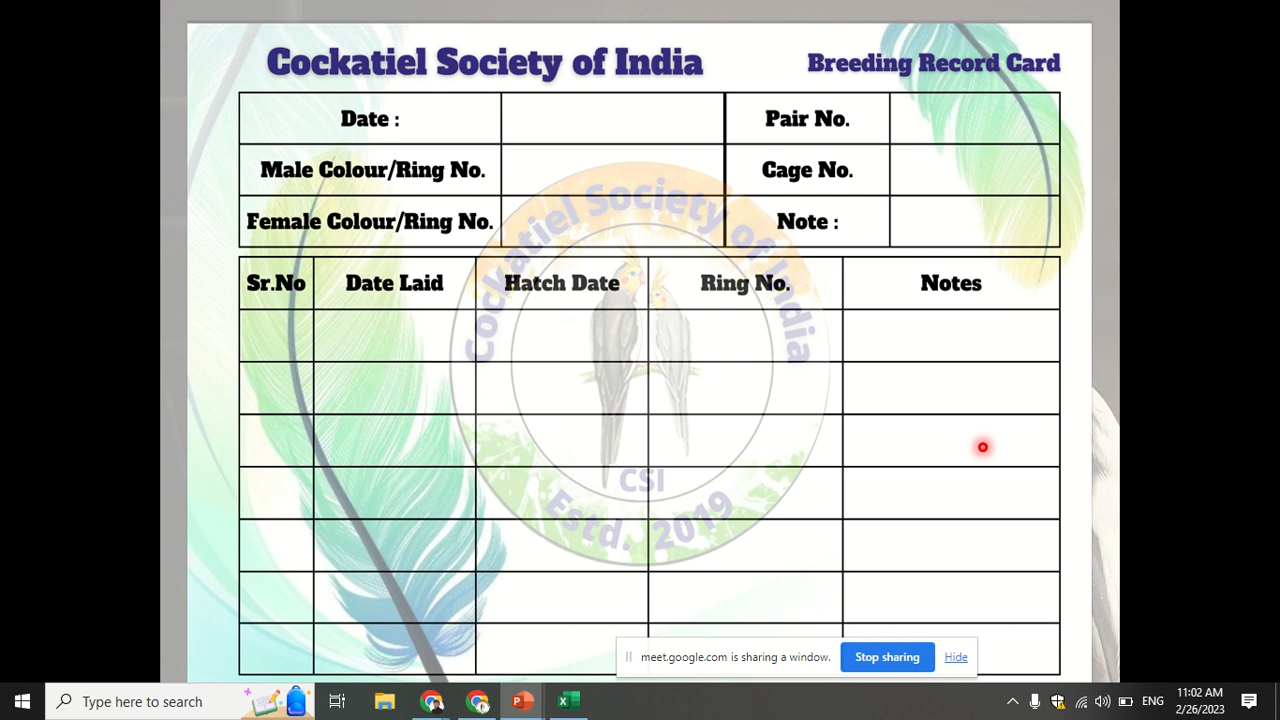 Cockatiel Society of India
Breeding Record Card
Date :
Pair No.
Male Colour/Ring No.
Cage No.
Female Colour/Ring No.
Note :
Sr.No
Date Laid
Hatch Date
Ring No.
Notes
Cockatiel Society of India
CSI
Estd. 2019
meet.google.com is sharing a window.
Stop sharing
Hide
Type here to search
ENG
11:02 AM
2/26/2023